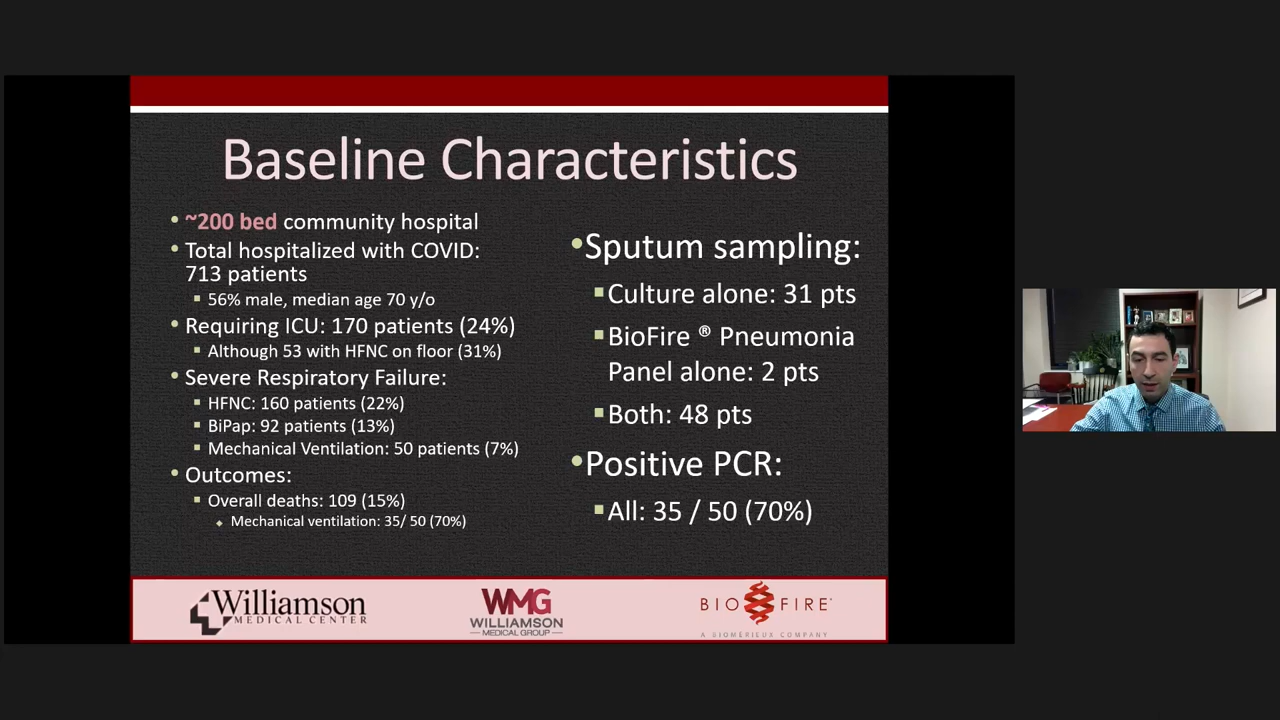 Baseline Characteristics
• ~200 bed community hospital
• Total hospitalized with COVID:
713 patients
▪ 56% male, median age 70 y/o
• Requiring ICU: 170 patients (24%)
▪ Although 53 with HFNC on floor (31%)
• Severe Respiratory Failure:
▪ HFNC: 160 patients (22%)
▪ BiPap: 92 patients (13%)
▪ Mechanical Ventilation: 50 patients (7%)
• Outcomes:
▪ Overall deaths: 109 (15%)
◆ Mechanical ventilation: 35/ 50 (70%)
• Sputum sampling:
▪ Culture alone: 31 pts
▪ BioFire ® Pneumonia
Panel alone: 2 pts
▪ Both: 48 pts
• Positive PCR:
▪ All: 35 / 50 (70%)
Williamson
MEDICAL CENTER
WMG
WILLIAMSON
MEDICAL GROUP
BIO FIRE
A BIOMÉRIEUX COMPANY